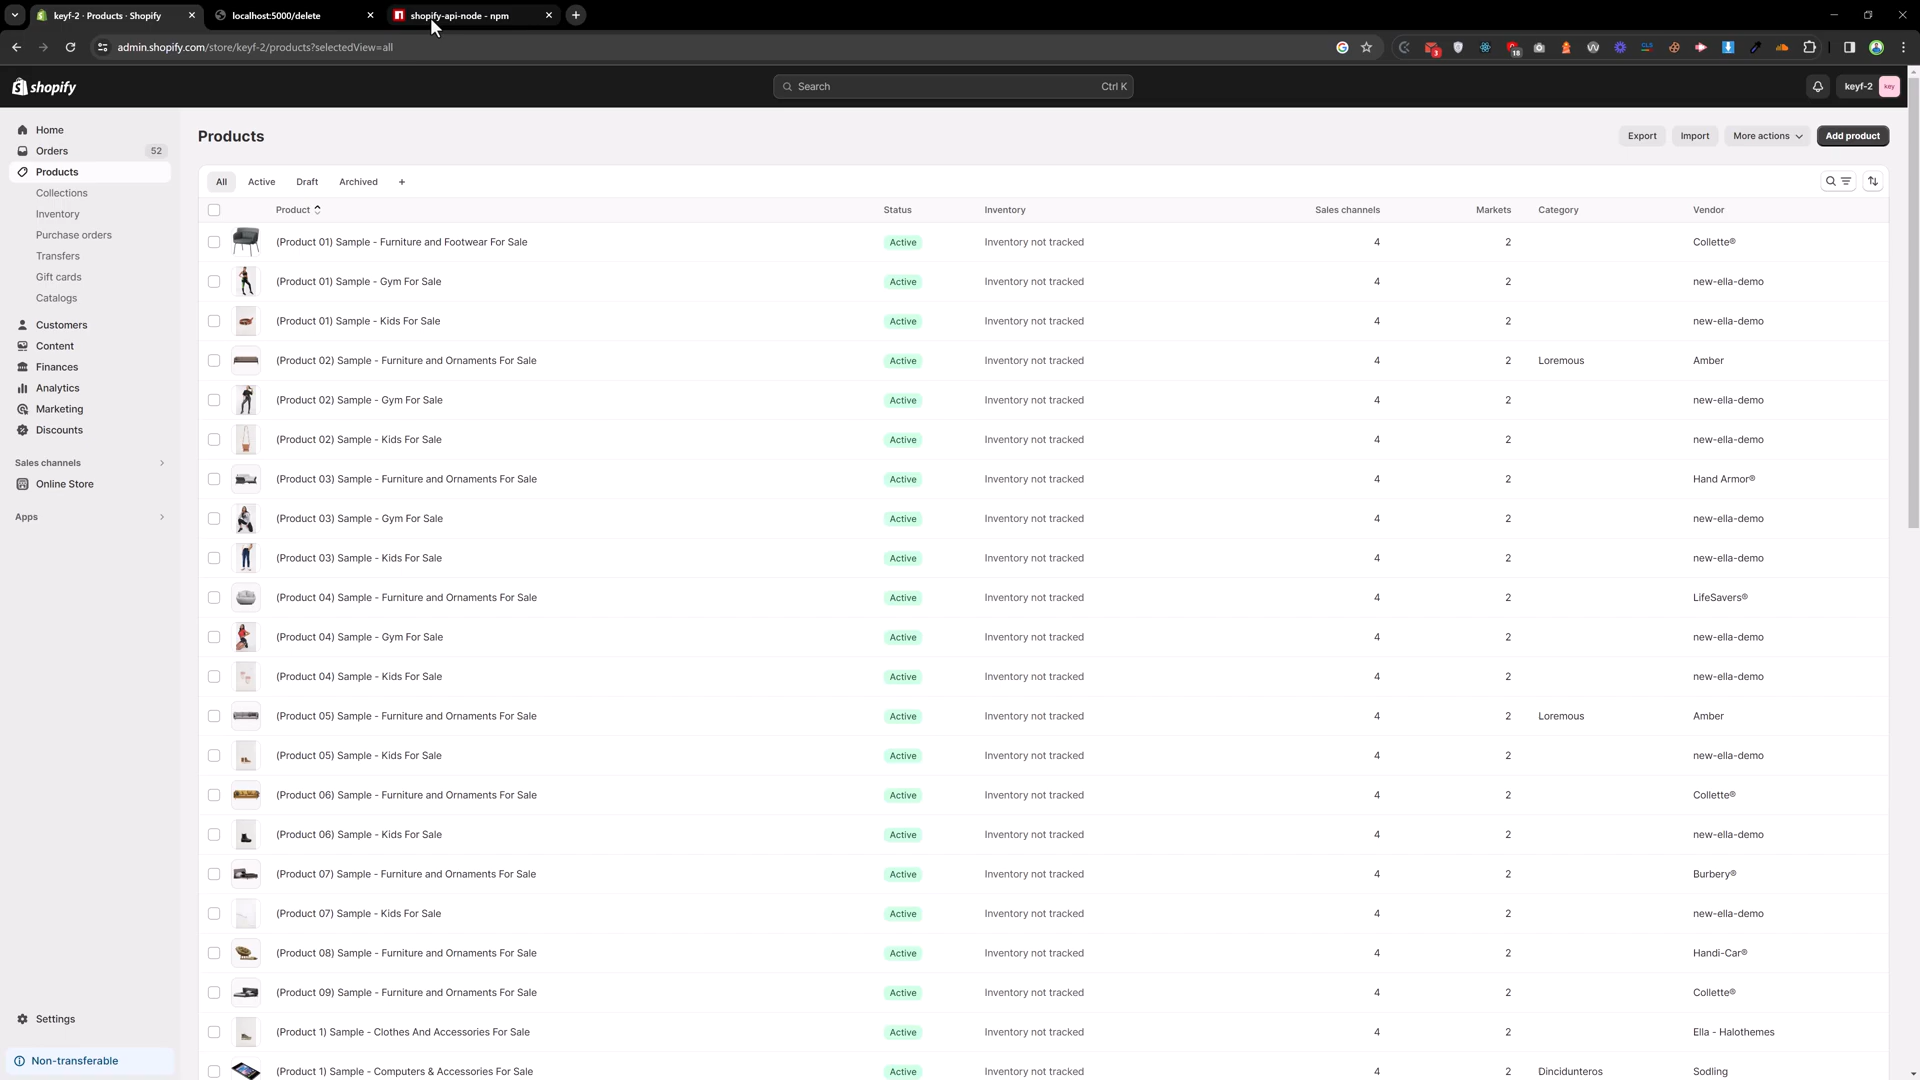 keyf-2 · Products · Shopify
localhost:5000/delete
shopify-api-node - npm
admin.shopify.com/store/keyf-2/products?selectedView=all
3
18
CLS
shopify
Search
Ctrl K
keyf-2
key
Home
Orders
52
Products
Collections
Inventory
Purchase orders
Transfers
Gift cards
Catalogs
Customers
Content
Finances
Analytics
Marketing
Discounts
Sales channels
Online Store
Apps
Settings
Non-transferable
Products
Export
Import
More actions
Add product
All
Active
Draft
Archived
+
Product Status Inventory Sales channels Markets Category Vendor
(Product 01) Sample - Furniture and Footwear For Sale Active Inventory not tracked 4 2 Collette®
(Product 01) Sample - Gym For Sale Active Inventory not tracked 4 2 new-ella-demo
(Product 01) Sample - Kids For Sale Active Inventory not tracked 4 2 new-ella-demo
(Product 02) Sample - Furniture and Ornaments For Sale Active Inventory not tracked 4 2 Loremous Amber
(Product 02) Sample - Gym For Sale Active Inventory not tracked 4 2 new-ella-demo
(Product 02) Sample - Kids For Sale Active Inventory not tracked 4 2 new-ella-demo
(Product 03) Sample - Furniture and Ornaments For Sale Active Inventory not tracked 4 2 Hand Armor®
(Product 03) Sample - Gym For Sale Active Inventory not tracked 4 2 new-ella-demo
(Product 03) Sample - Kids For Sale Active Inventory not tracked 4 2 new-ella-demo
(Product 04) Sample - Furniture and Ornaments For Sale Active Inventory not tracked 4 2 LifeSavers®
(Product 04) Sample - Gym For Sale Active Inventory not tracked 4 2 new-ella-demo
(Product 04) Sample - Kids For Sale Active Inventory not tracked 4 2 new-ella-demo
(Product 05) Sample - Furniture and Ornaments For Sale Active Inventory not tracked 4 2 Loremous Amber
(Product 05) Sample - Kids For Sale Active Inventory not tracked 4 2 new-ella-demo
(Product 06) Sample - Furniture and Ornaments For Sale Active Inventory not tracked 4 2 Collette®
(Product 06) Sample - Kids For Sale Active Inventory not tracked 4 2 new-ella-demo
(Product 07) Sample - Furniture and Ornaments For Sale Active Inventory not tracked 4 2 Burbery®
(Product 07) Sample - Kids For Sale Active Inventory not tracked 4 2 new-ella-demo
(Product 08) Sample - Furniture and Ornaments For Sale Active Inventory not tracked 4 2 Handi-Car®
(Product 09) Sample - Furniture and Ornaments For Sale Active Inventory not tracked 4 2 Collette®
(Product 1) Sample - Clothes And Accessories For Sale Active Inventory not tracked 4 2 Ella - Halothemes
(Product 1) Sample - Computers & Accessories For Sale Active Inventory not tracked 4 2 Dincidunteros Sodling